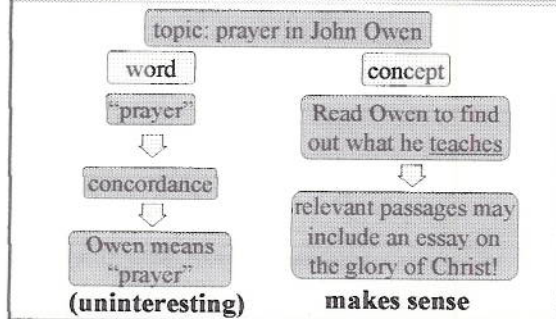 topic: prayer in John Owen
word
"prayer"
concordance
Owen means
"prayer"
(uninteresting)
concept
Read Owen to find
out what he teaches
relevant passages may
include an essay on
the glory of Christ!
makes sense